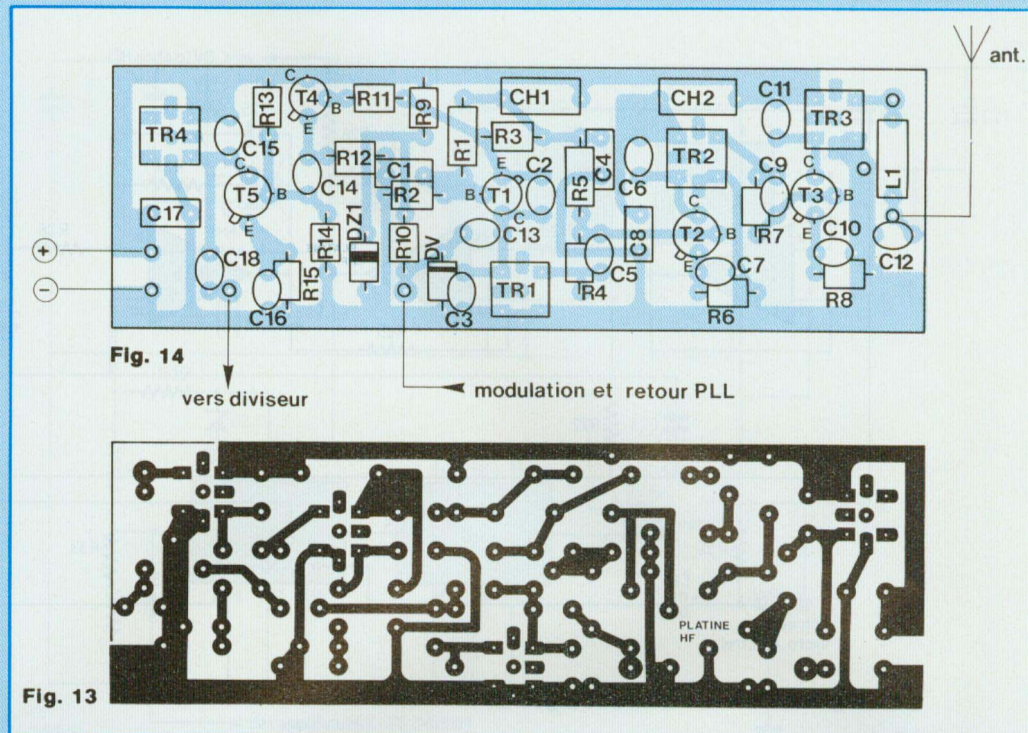 ant.
C
T4
B
E
R13
R11
R9
CH1
CH2
C11
TR3
TR4
C15
R1
R3
E
C4
TR2
C
T5
B
E
R12
C1
C14
R2
B
T1
C
C2
R5
C6
C9
C
T3
B
E
L1
R7
C17
R14
DZ1
R10
DV
C13
C8
C
T2
B
E
C10
C12
+
−
C18
R15
C16
C3
TR1
R4
C5
C7
R6
R8
Fig. 14
vers diviseur
modulation et retour PLL
PLATINE
HF
Fig. 13